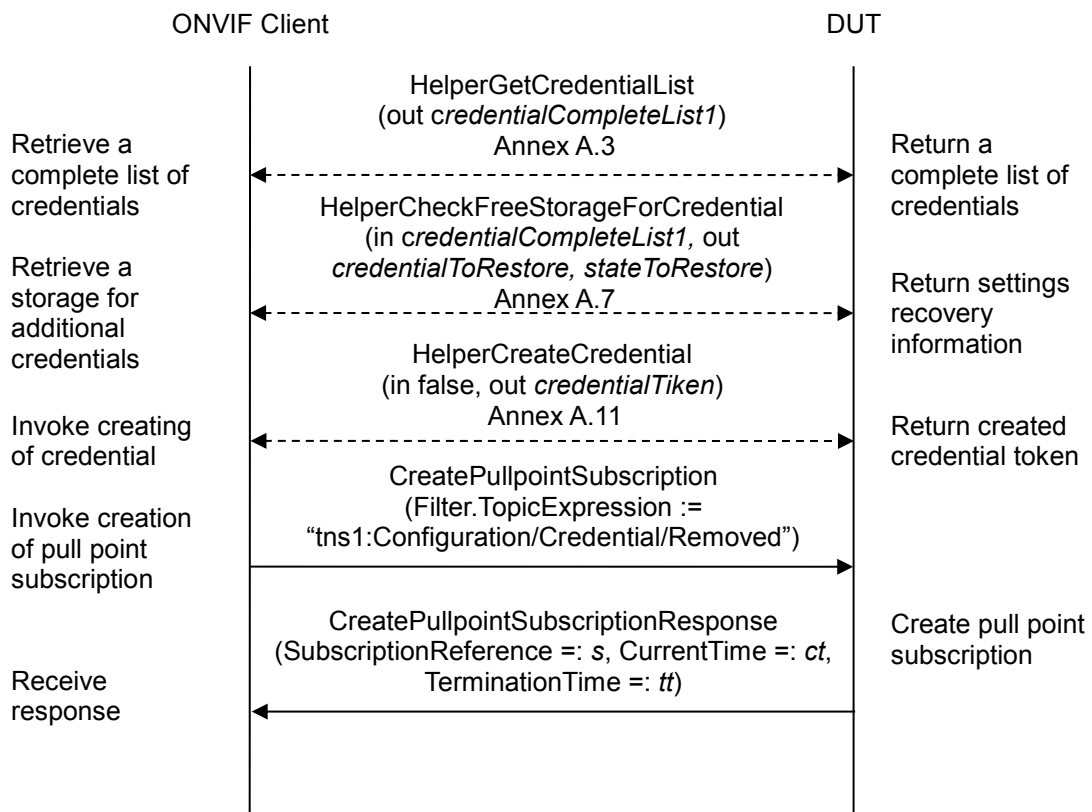 ONVIF Client
DUT
HelperGetCredentialList
(out credentialCompleteList1)
Annex A.3
Retrieve a
complete list of
credentials
Return a
complete list of
credentials
HelperCheckFreeStorageForCredential
(in credentialCompleteList1, out
credentialToRestore, stateToRestore)
Annex A.7
Retrieve a
storage for
additional
credentials
Return settings
recovery
information
HelperCreateCredential
(in false, out credentialTiken)
Annex A.11
Invoke creating
of credential
Return created
credential token
CreatePullpointSubscription
(Filter.TopicExpression :=
“tns1:Configuration/Credential/Removed”)
Invoke creation
of pull point
subscription
CreatePullpointSubscriptionResponse
(SubscriptionReference =: s, CurrentTime =: ct,
TerminationTime =: tt)
Create pull point
subscription
Receive
response